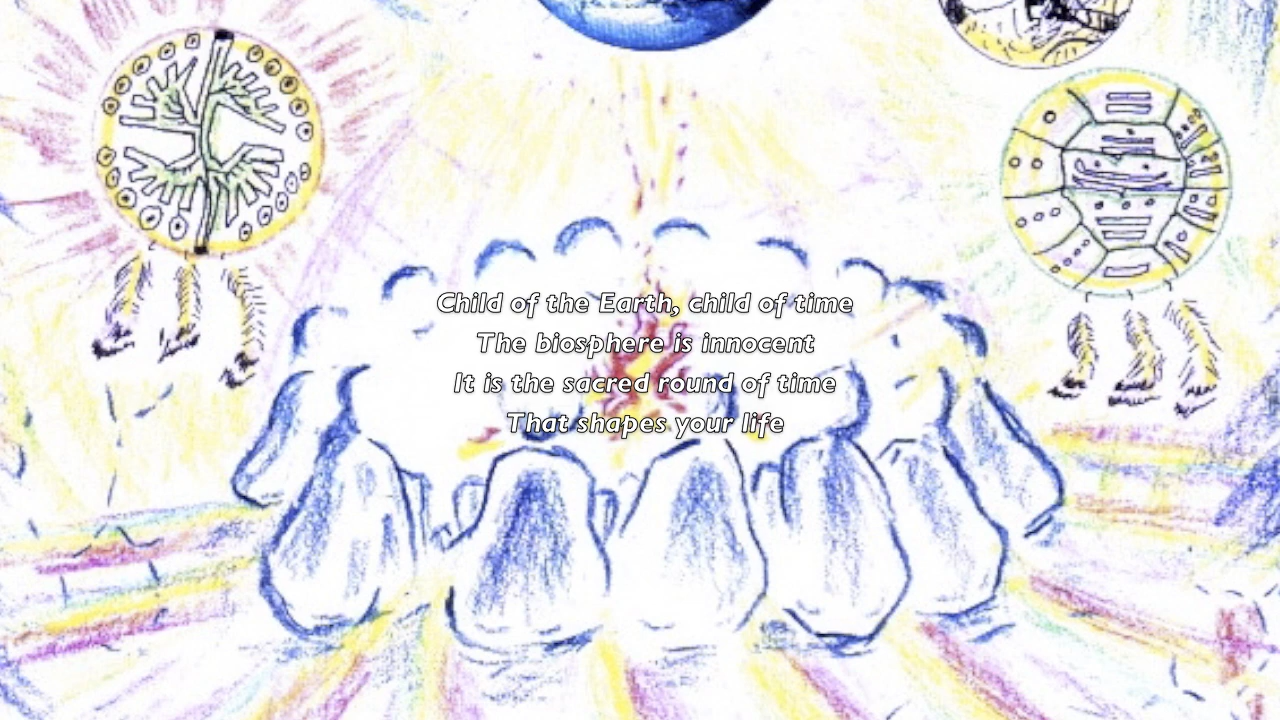 Child of the Earth, child of time
The biosphere is innocent
It is the sacred round of time
That shapes your life